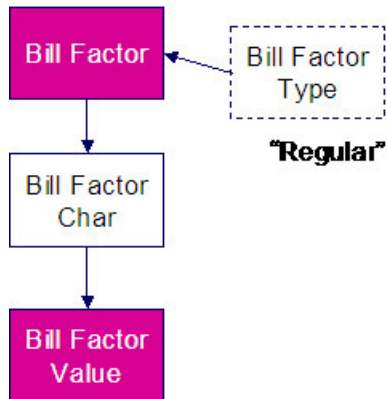 Bill Factor
Bill Factor
Type
"Regular"
Bill Factor
Char
Bill Factor
Value